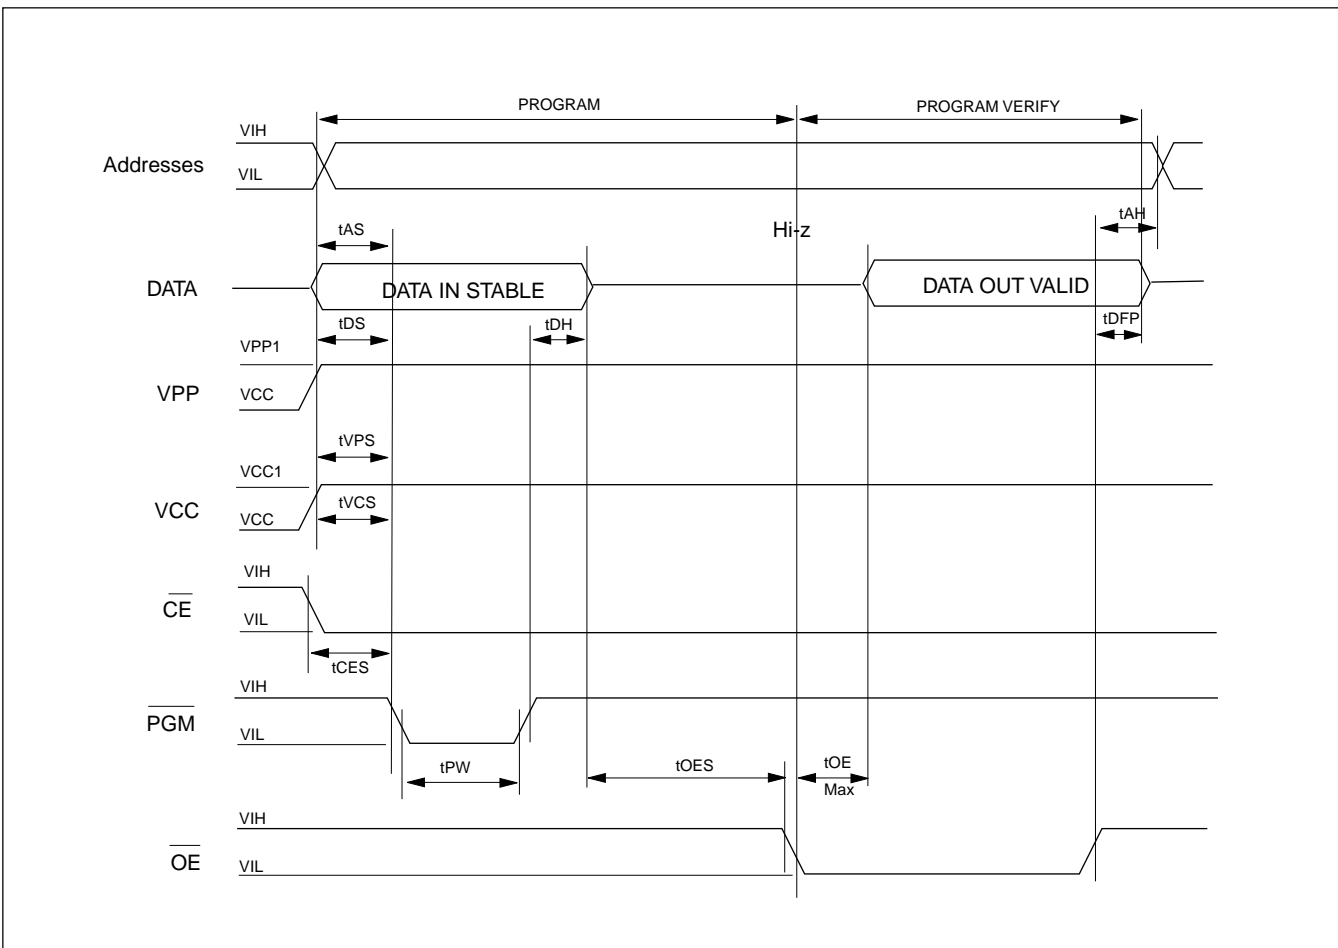 PROGRAM
PROGRAM VERIFY
VIH
Addresses
VIL
tAS
Hi-z
tAH
DATA
DATA IN STABLE
DATA OUT VALID
tDS
tDH
tDFP
VPP1
VPP
VCC
tVPS
VCC1
VCC
VCC
tVCS
VIH
CE
VIL
tCES
VIH
PGM
VIL
tPW
tOES
tOE
Max
VIH
OE
VIL